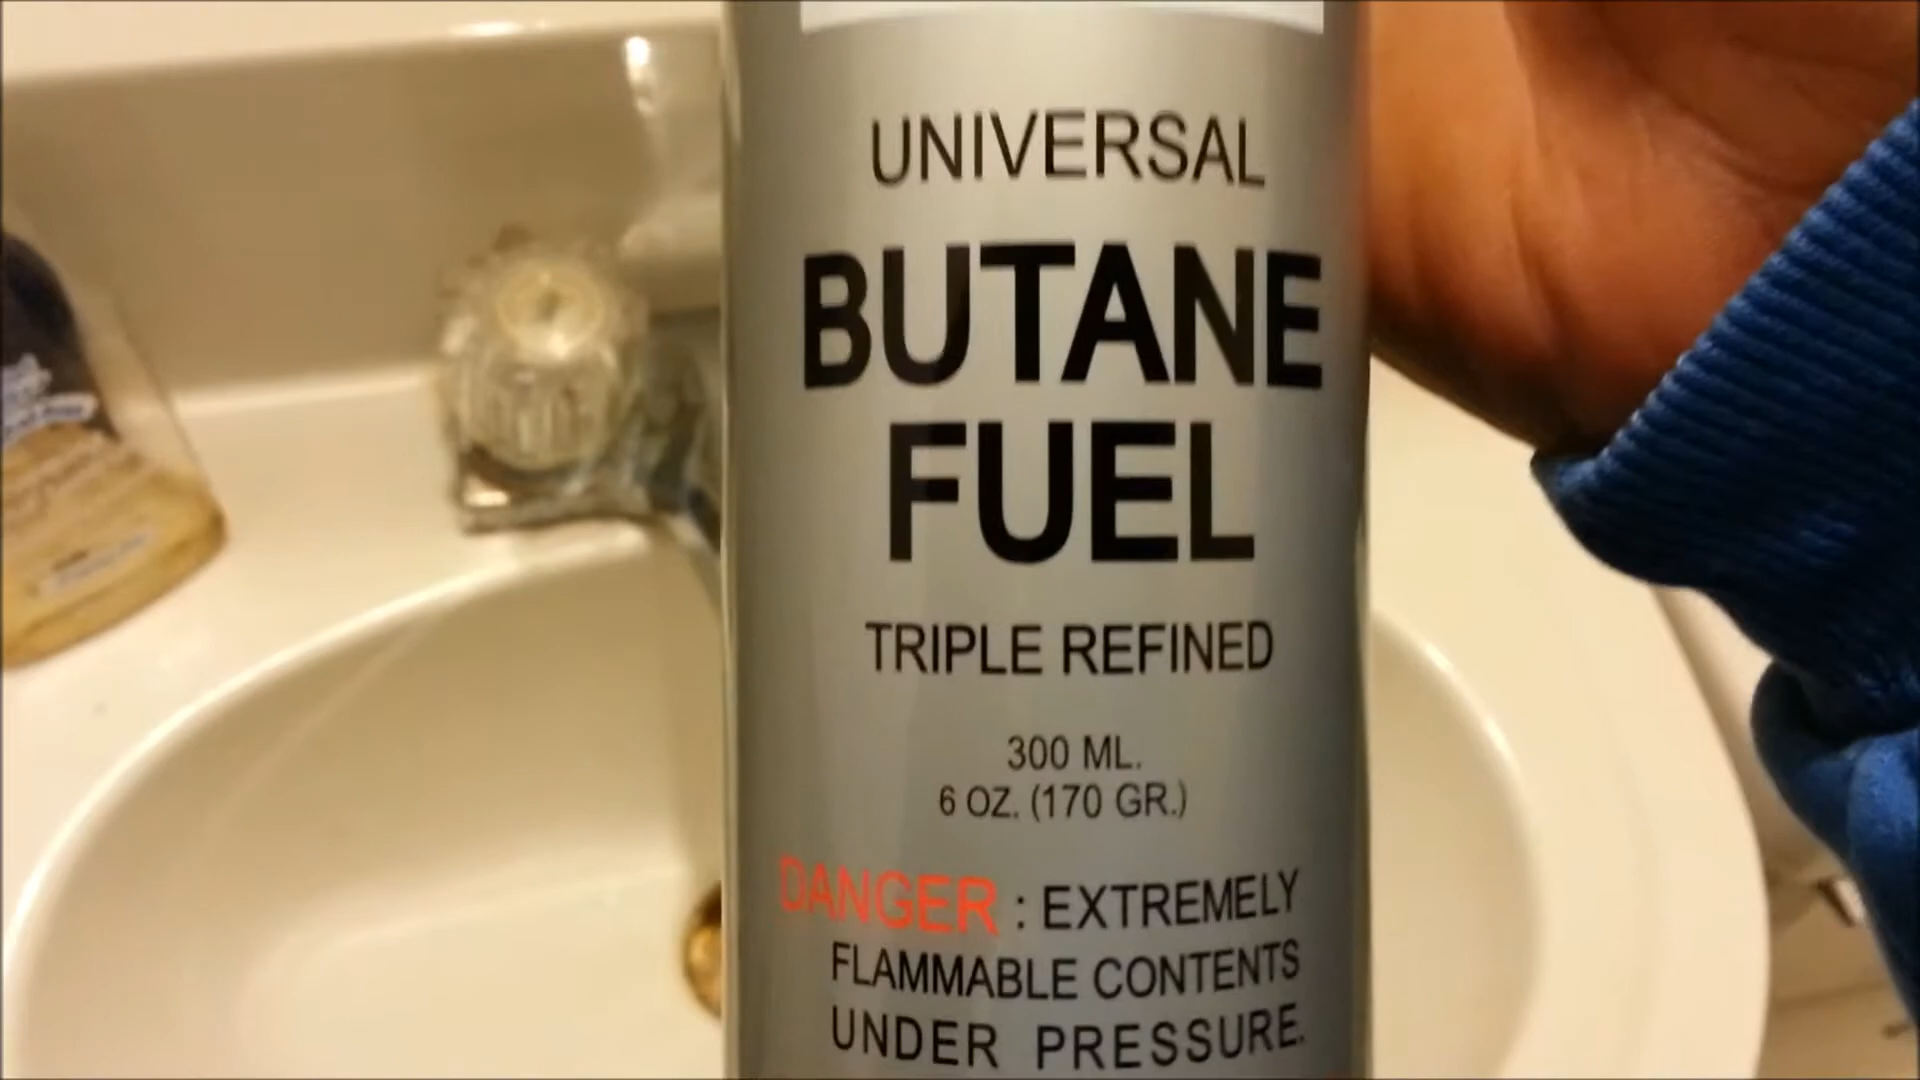 UNIVERSAL
BUTANE
FUEL
TRIPLE REFINED
300 ML.
6 OZ. (170 GR.)
DANGER : EXTREMELY
FLAMMABLE CONTENTS
UNDER PRESSURE.